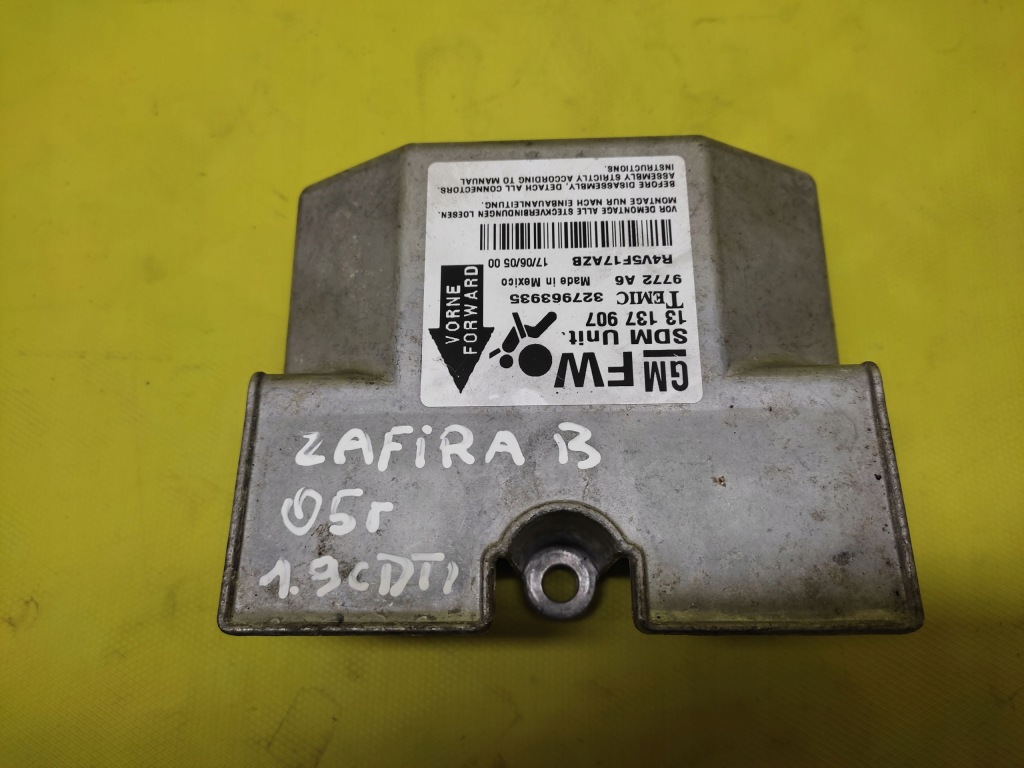 GM FW
SDM Unit.
13 137 907
TEMIC 327963935
9772 A6 Made in Mexico
R4V5F17AZB 17/06/05 00
VORNE
FORWARD
VOR DEMONTAGE ALLE STECKVERBINDUNGEN LOESEN.
MONTAGE NUR NACH EINBAUANLEITUNG.
BEFORE DISASSEMBLY, DETACH ALL CONNECTORS.
ASSEMBLY STRICTLY ACCORDING TO MANUAL
INSTRUCTIONS.
ZAFiRA B
05r
1.9CDTI